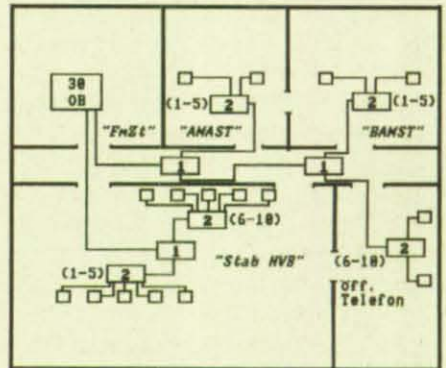 30
OB
2
(1-5)
2
(1-5)
"FmZt"
"AMAST"
"BAMST"
1
1
2
(6-10)
"Stab HVB"
1
(6-10)
2
(1-5)
2
öff.
Telefon